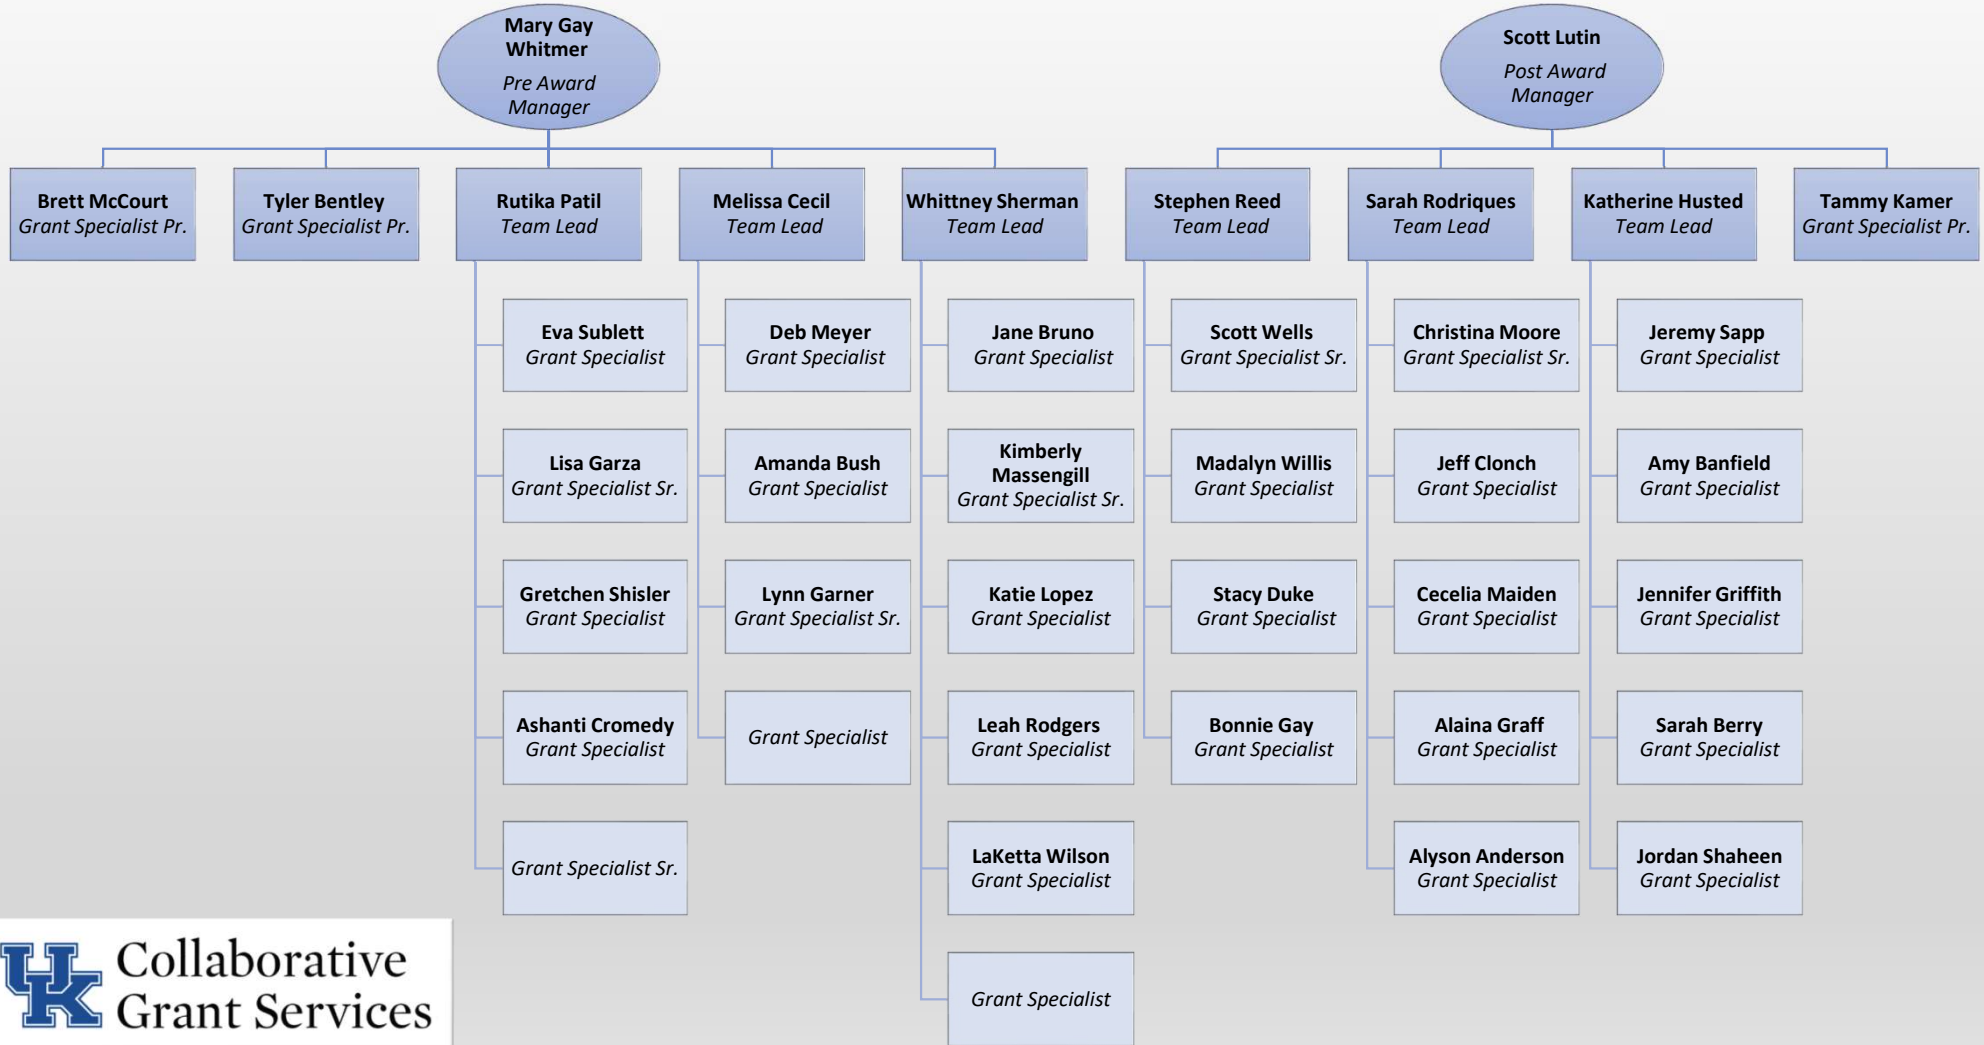 Mary Gay
Whitmer
Pre Award
Manager
Scott Lutin
Post Award
Manager
Brett McCourt
Grant Specialist Pr.
Tyler Bentley
Grant Specialist Pr.
Rutika Patil
Team Lead
Melissa Cecil
Team Lead
Whittney Sherman
Team Lead
Stephen Reed
Team Lead
Sarah Rodriques
Team Lead
Katherine Husted
Team Lead
Tammy Kamer
Grant Specialist Pr.
Eva Sublett
Grant Specialist
Deb Meyer
Grant Specialist
Jane Bruno
Grant Specialist
Scott Wells
Grant Specialist Sr.
Christina Moore
Grant Specialist Sr.
Jeremy Sapp
Grant Specialist
Lisa Garza
Grant Specialist Sr.
Amanda Bush
Grant Specialist
Kimberly
Massengill
Grant Specialist Sr.
Madalyn Willis
Grant Specialist
Jeff Clonch
Grant Specialist
Amy Banfield
Grant Specialist
Gretchen Shisler
Grant Specialist
Lynn Garner
Grant Specialist Sr.
Katie Lopez
Grant Specialist
Stacy Duke
Grant Specialist
Cecelia Maiden
Grant Specialist
Jennifer Griffith
Grant Specialist
Ashanti Cromedy
Grant Specialist
Grant Specialist
Leah Rodgers
Grant Specialist
Bonnie Gay
Grant Specialist
Alaina Graff
Grant Specialist
Sarah Berry
Grant Specialist
Grant Specialist Sr.
LaKetta Wilson
Grant Specialist
Alyson Anderson
Grant Specialist
Jordan Shaheen
Grant Specialist
Grant Specialist
UK
Collaborative
Grant Services